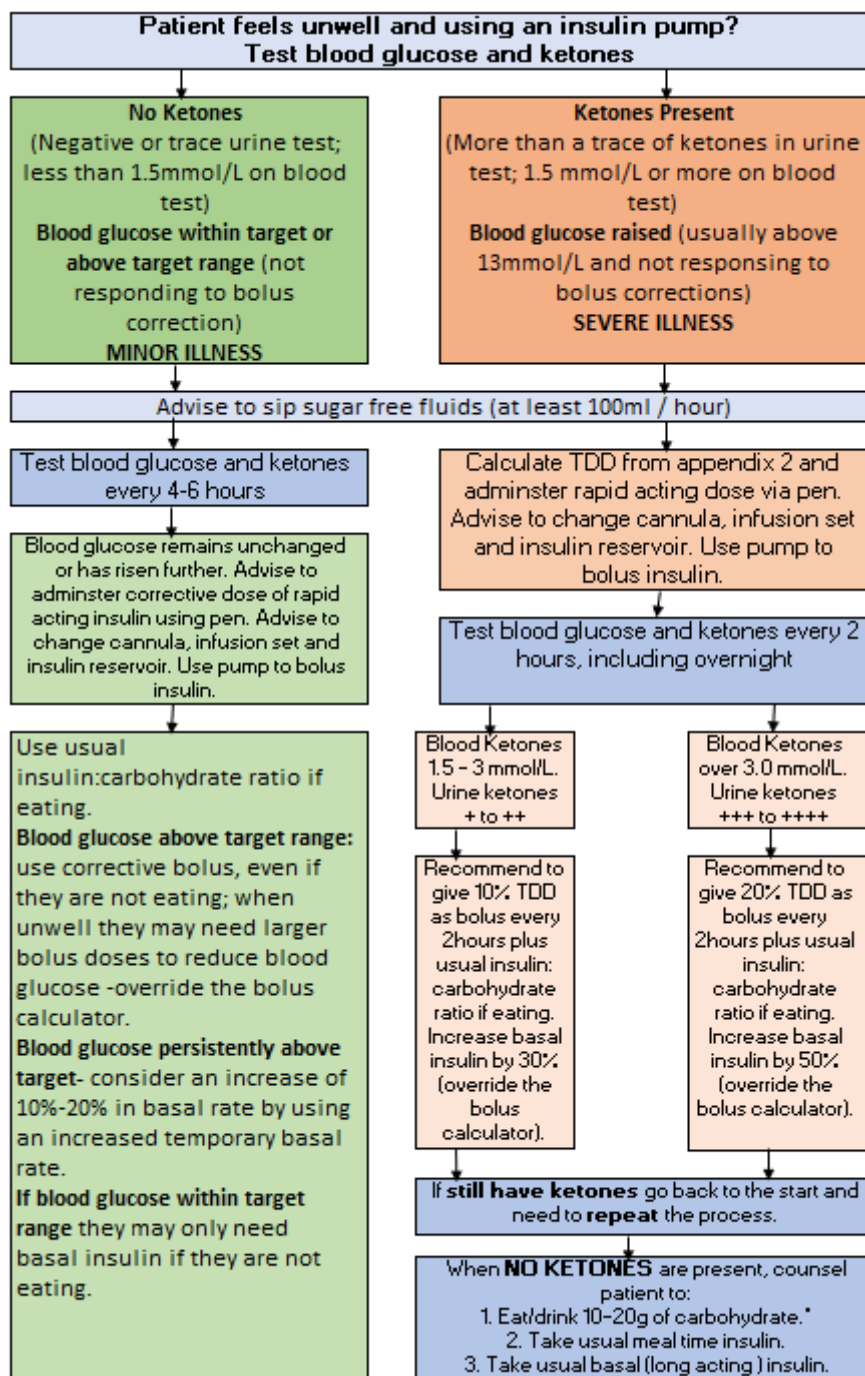 Patient feels unwell and using an insulin pump?
Test blood glucose and ketones
No Ketones
(Negative or trace urine test;
less than 1.5mmol/L on blood
test)
Blood glucose within target or
above target range (not
responding to bolus
correction)
MINOR ILLNESS
Ketones Present
(More than a trace of ketones in urine
test; 1.5 mmol/L or more on blood
test)
Blood glucose raised (usually above
13mmol/L and not responsing to
bolus corrections)
SEVERE ILLNESS
Advise to sip sugar free fluids (at least 100ml / hour)
Test blood glucose and ketones
every 4-6 hours
Blood glucose remains unchanged
or has risen further. Advise to
adminster corrective dose of rapid
acting insulin using pen. Advise to
change cannula, infusion set and
insulin reservoir. Use pump to bolus
insulin.
Use usual
insulin:carbohydrate ratio if
eating.
Blood glucose above target range:
use corrective bolus, even if
they are not eating; when
unwell they may need larger
bolus doses to reduce blood
glucose -override the bolus
calculator.
Blood glucose persistently above
target- consider an increase of
10%-20% in basal rate by using
an increased temporary basal
rate.
If blood glucose within target
range they may only need
basal insulin if they are not
eating.
Calculate TDD from appendix 2 and
adminster rapid acting dose via pen.
Advise to change cannula, infusion set
and insulin reservoir. Use pump to
bolus insulin.
Test blood glucose and ketones every 2
hours, including overnight
Blood Ketones
1.5 - 3 mmol/L.
Urine ketones
+ to ++
Recommend to
give 10% TDD
as bolus every
2hours plus
usual insulin:
carbohydrate
ratio if eating.
Increase basal
insulin by 30%
(override the
bolus
calculator).
Blood Ketones
over 3.0 mmol/L.
Urine ketones
+++ to ++++
Recommend to
give 20% TDD as
bolus every
2hours plus usual
insulin:
carbohydrate
ratio if eating.
Increase basal
insulin by 50%
(override the
bolus calculator).
If still have ketones go back to the start and
need to repeat the process.
When NO KETONES are present, counsel
patient to:
1. Eat/drink 10-20g of carbohydrate.*
2. Take usual meal time insulin.
3. Take usual basal (long acting ) insulin.